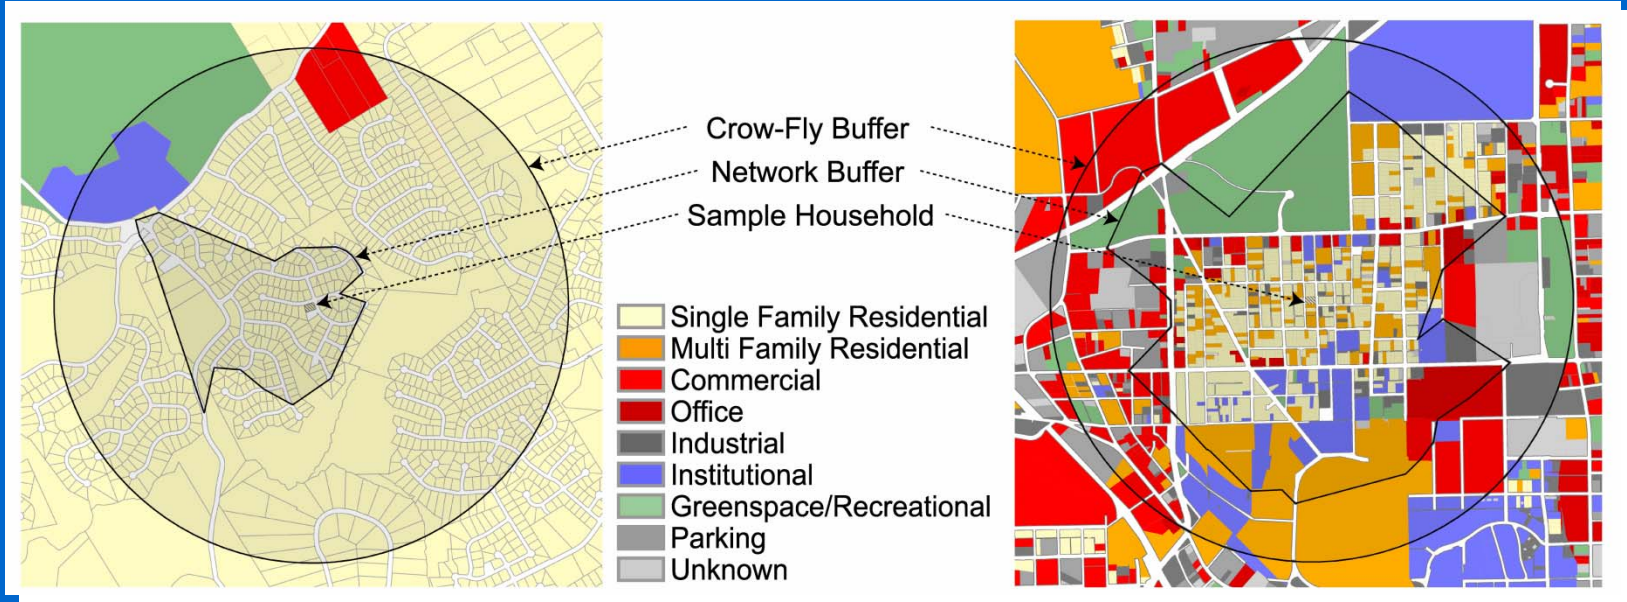 Crow-Fly Buffer
Network Buffer
Sample Household
Single Family Residential
Multi Family Residential
Commercial
Office
Industrial
Institutional
Greenspace/Recreational
Parking
Unknown